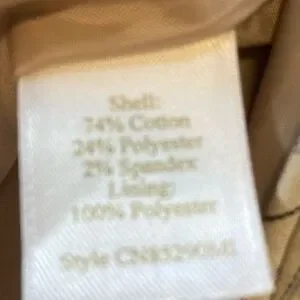 Shell:
74% Cotton
24% Polyester
2% Spandex
Lining:
100% Polyester
Style